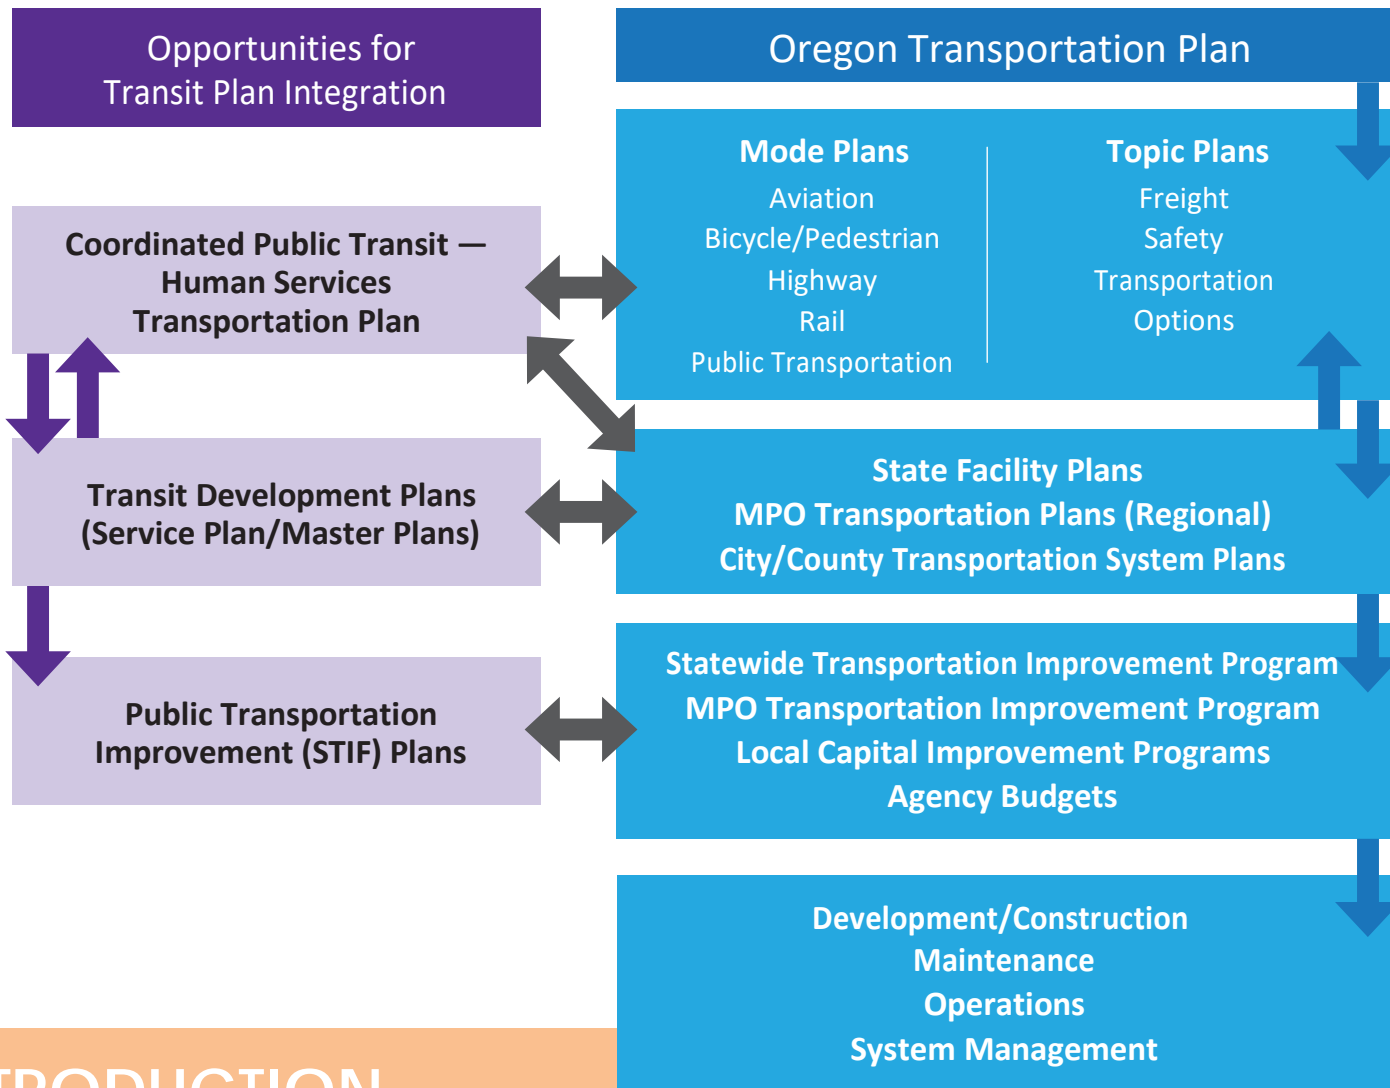 Opportunities for
Transit Plan Integration
Oregon Transportation Plan
Mode Plans
Aviation
Bicycle/Pedestrian
Highway
Rail
Public Transportation
Topic Plans
Freight
Safety
Transportation
Options
Coordinated Public Transit —
Human Services
Transportation Plan
Transit Development Plans
(Service Plan/Master Plans)
State Facility Plans
MPO Transportation Plans (Regional)
City/County Transportation System Plans
Public Transportation
Improvement (STIF) Plans
Statewide Transportation Improvement Program
MPO Transportation Improvement Program
Local Capital Improvement Programs
Agency Budgets
Development/Construction
Maintenance
Operations
System Management